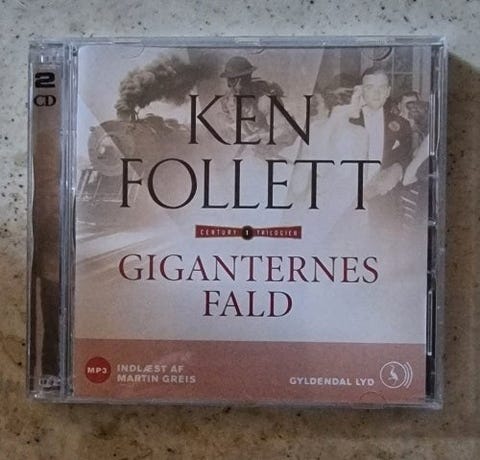 2
CD
KEN
FOLLETT
CENTURY 1 TRILOGIEN
GIGANTERNES
FALD
MP3
INDLÆST AF
MARTIN GREIS
GYLDENDAL LYD